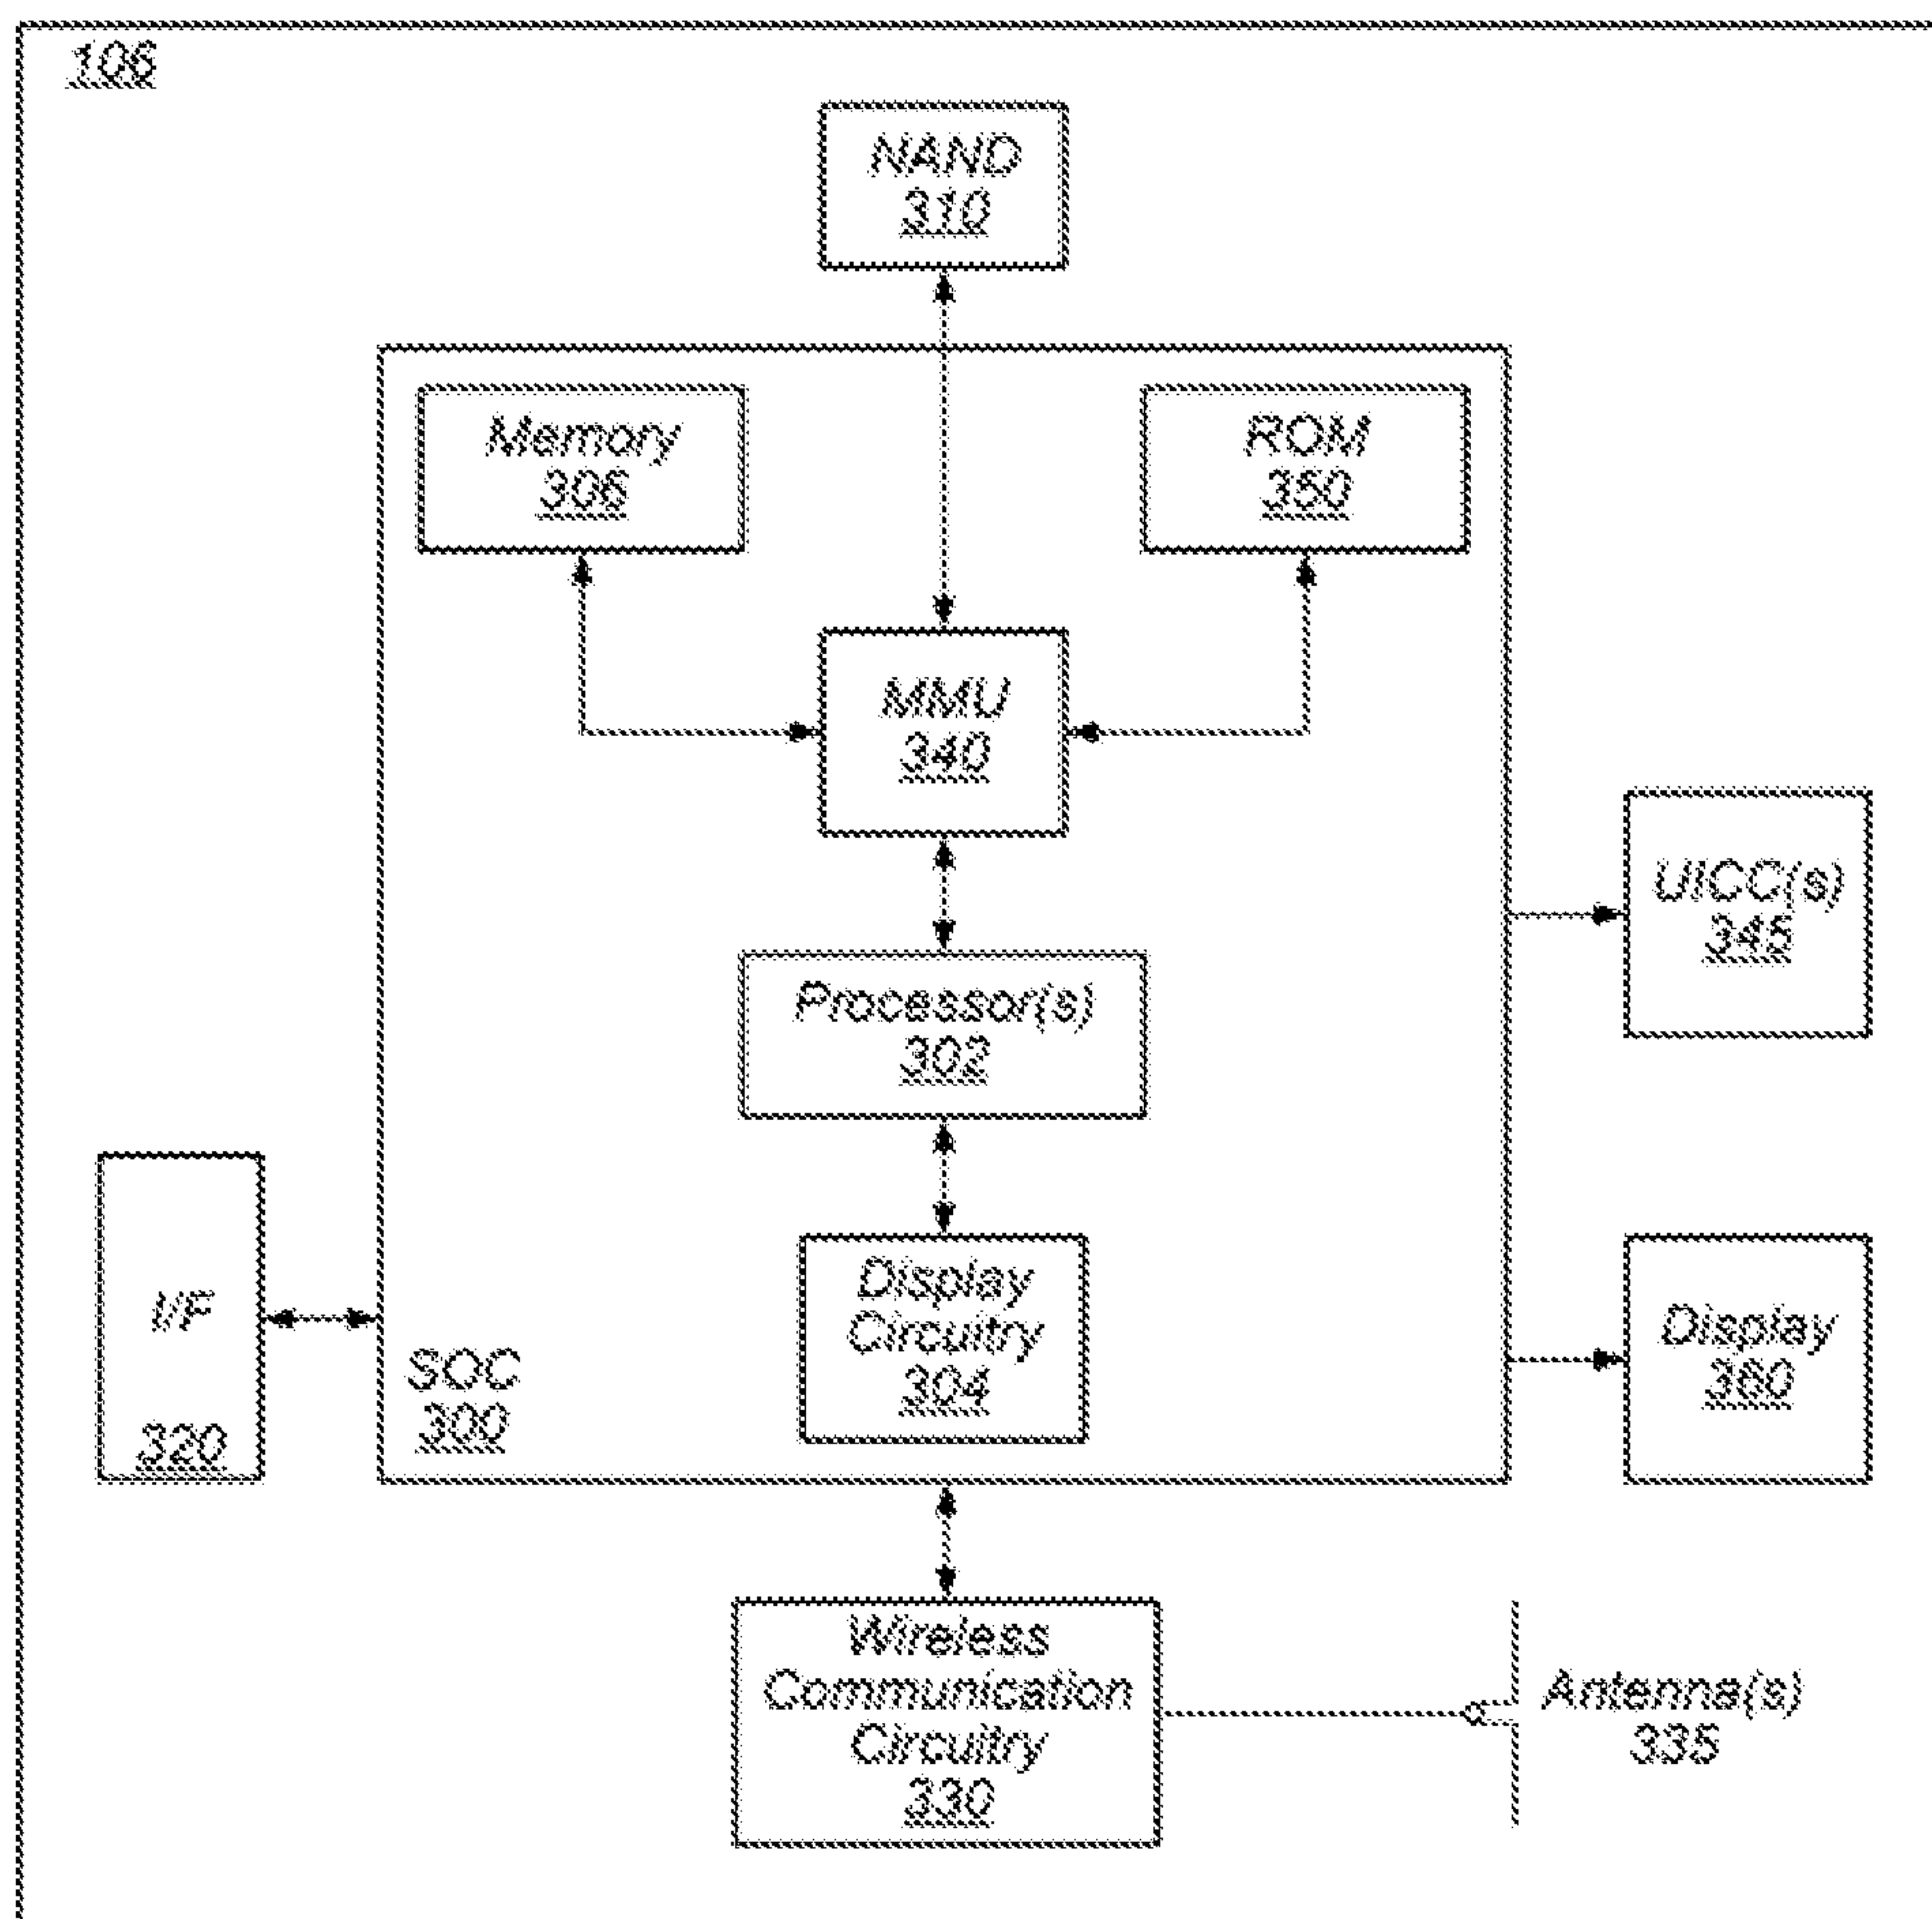 106
NAND
310
Memory
306
ROM
350
MMU
340
UICC(s)
345
Processor(s)
302
I/F
320
SOC
300
Display
Circuitry
304
Display
360
Wireless
Communication
Circuitry
330
Antenna(s)
335